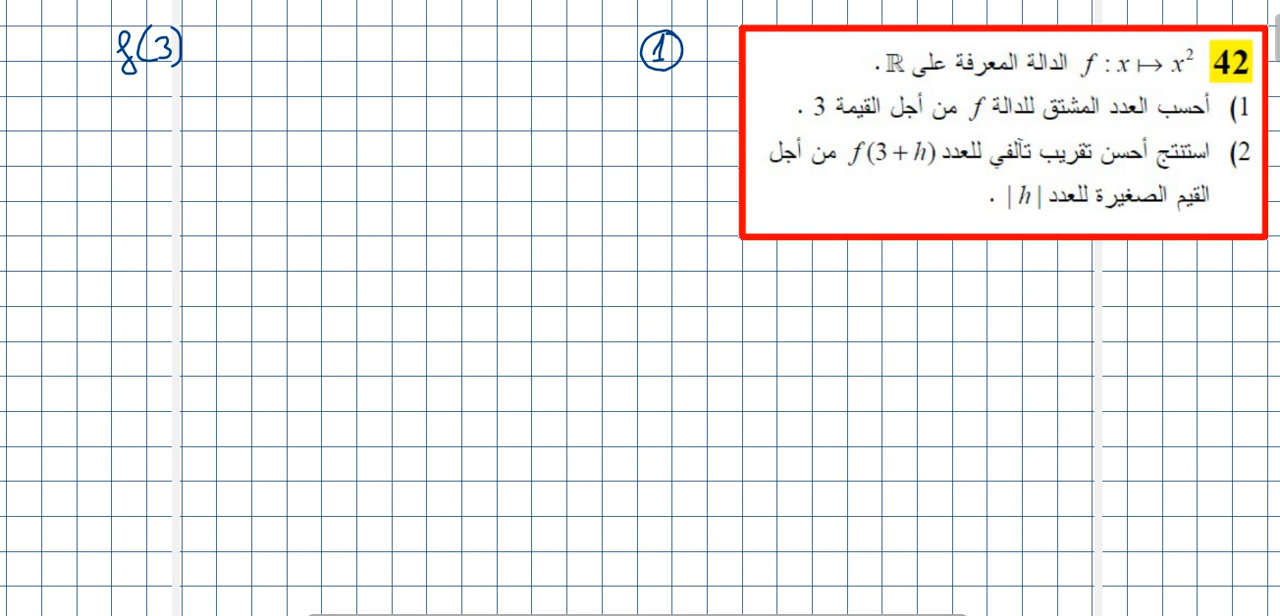 42 f : x ↦ x² الدالة المعرفة على ℝ .
1) أحسب العدد المشتق للدالة f من أجل القيمة 3 .
2) استنتج أحسن تقريب تآلفي للعدد f(3 + h) من أجل
القيم الصغيرة للعدد |h| .
①
f(3)